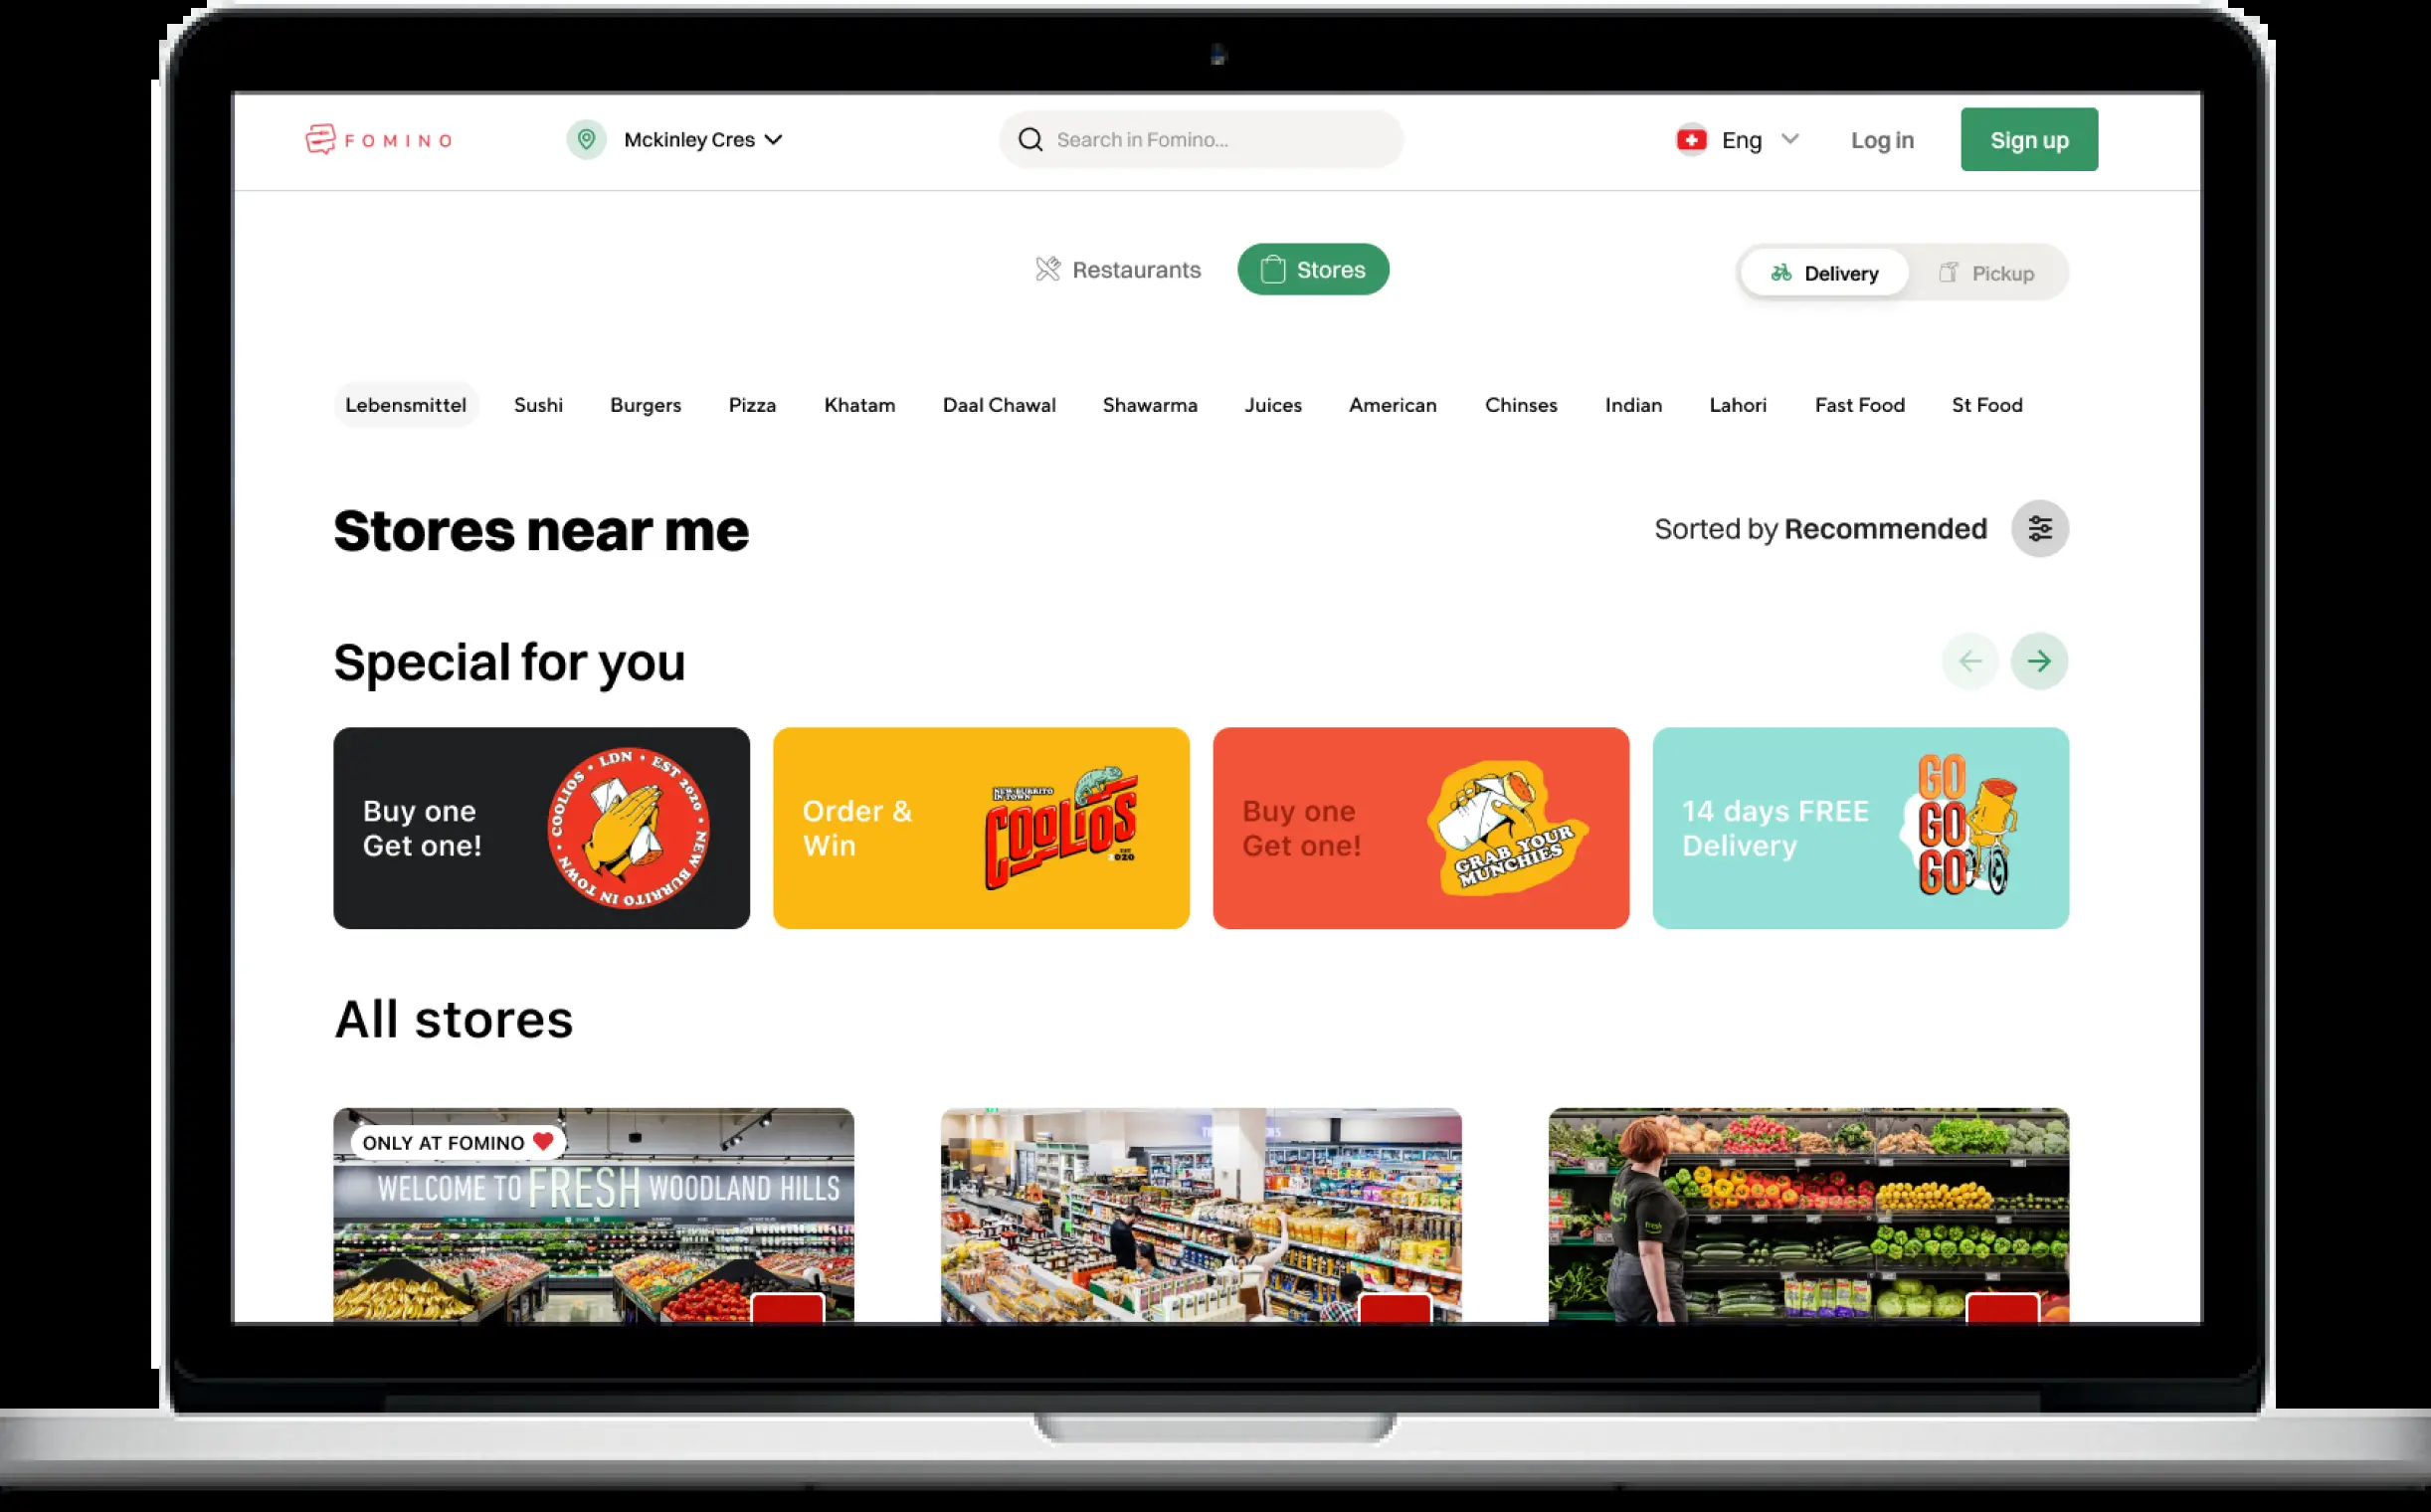 FOMINO
Mckinley Cres
Search in Fomino...
Eng
Log in
Sign up
Restaurants
Stores
Delivery
Pickup
Lebensmittel
Sushi
Burgers
Pizza
Khatam
Daal Chawal
Shawarma
Juices
American
Chinses
Indian
Lahori
Fast Food
St Food
Stores near me
Sorted by Recommended
Special for you
Buy one
Get one!
COOLIOS • LDN • EST 2020 • NEW BURRITO IN TOWN •
Order &
Win
NEW BURRITO
IN TOWN
COOLIOS
EST
2020
Buy one
Get one!
GRAB YOUR
MUNCHIES
14 days FREE
Delivery
GO
GO
GO
All stores
ONLY AT FOMINO
WELCOME TO FRESH WOODLAND HILLS
fresh